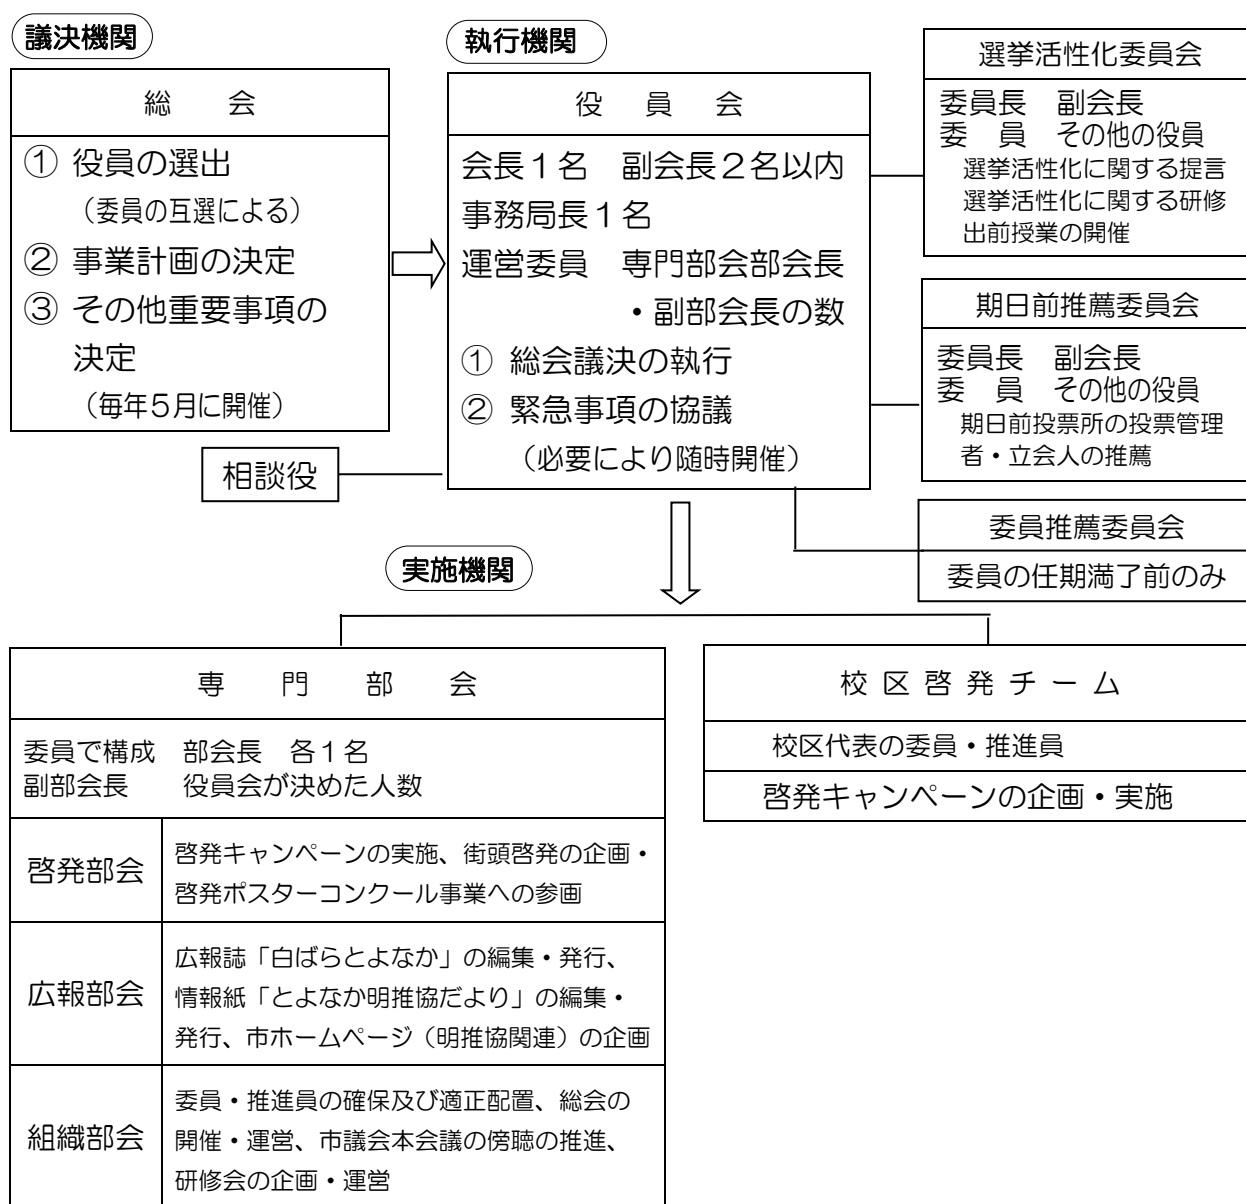 議決機関
総 会
① 役員の選出
（委員の互選による）
② 事業計画の決定
③ その他重要事項の
決定
（毎年５月に開催）
執行機関
役 員 会
会長１名 副会長２名以内
事務局長１名
運営委員 専門部会部会長
・副部会長の数
① 総会議決の執行
② 緊急事項の協議
（必要により随時開催）
相談役
選挙活性化委員会
委員長 副会長
委 員 その他の役員
選挙活性化に関する提言
選挙活性化に関する研修
出前授業の開催
期日前推薦委員会
委員長 副会長
委 員 その他の役員
期日前投票所の投票管理
者・立会人の推薦
委員推薦委員会
委員の任期満了前のみ
実施機関
専 門 部 会
委員で構成 部会長 各１名
副部会長 役員会が決めた人数
啓発部会
啓発キャンペーンの実施、街頭啓発の企画・
啓発ポスターコンクール事業への参画
広報部会
広報誌「白ばらとよなか」の編集・発行、
情報紙「とよなか明推協だより」の編集・
発行、市ホームページ（明推協関連）の企画
組織部会
委員・推進員の確保及び適正配置、総会の
開催・運営、市議会本会議の傍聴の推進、
研修会の企画・運営
校 区 啓 発 チ ー ム
校区代表の委員・推進員
啓発キャンペーンの企画・実施